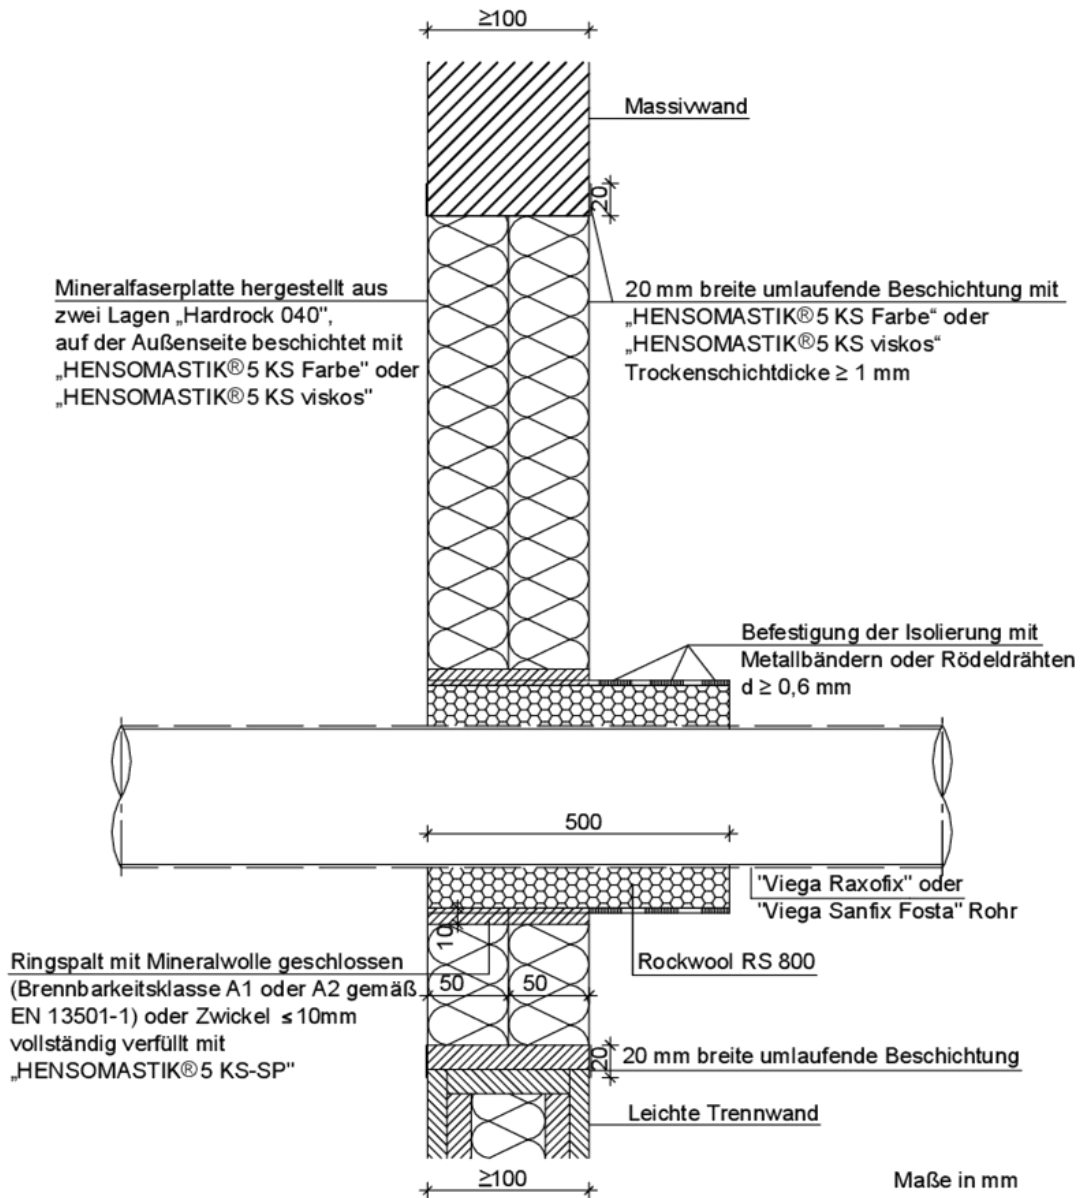 ≥100
Massivwand
20
Mineralfaserplatte hergestellt aus
zwei Lagen „Hardrock 040",
auf der Außenseite beschichtet mit
„HENSOMASTIK® 5 KS Farbe" oder
„HENSOMASTIK® 5 KS viskos"
20 mm breite umlaufende Beschichtung mit
„HENSOMASTIK® 5 KS Farbe“ oder
„HENSOMASTIK® 5 KS viskos“
Trockenschichtdicke ≥ 1 mm
Befestigung der Isolierung mit
Metallbändern oder Rödeldrähten
d ≥ 0,6 mm
500
"Viega Raxofix" oder
"Viega Sanfix Fosta" Rohr
10
Rockwool RS 800
Ringspalt mit Mineralwolle geschlossen
(Brennbarkeitsklasse A1 oder A2 gemäß
EN 13501-1) oder Zwickel ≤ 10mm
vollständig verfüllt mit
„HENSOMASTIK® 5 KS-SP"
50 50
20
20 mm breite umlaufende Beschichtung
Leichte Trennwand
≥100
Maße in mm